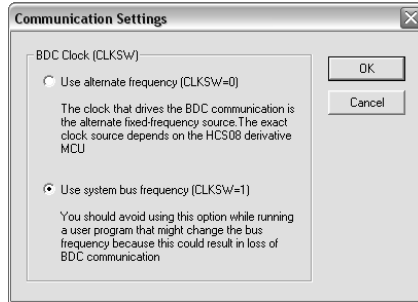 Communication Settings
BDC Clock (CLKSW)
Use alternate frequency (CLKSW=0)
The clock that drives the BDC communication is
the alternate fixed-frequency source.The exact
clock source depends on the HCS08 derivative
MCU
Use system bus frequency (CLKSW=1)
You should avoid using this option while running
a user program that might change the bus
frequency because this could result in loss of
BDC communication
OK
Cancel